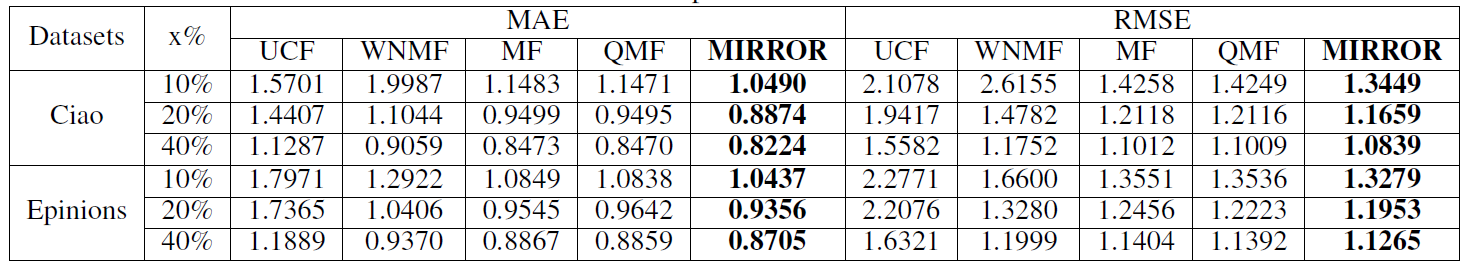 Datasets x% MAE RMSE
UCF WNMF MF QMF MIRROR UCF WNMF MF QMF MIRROR
Ciao 10% 1.5701 1.9987 1.1483 1.1471 1.0490 2.1078 2.6155 1.4258 1.4249 1.3449
20% 1.4407 1.1044 0.9499 0.9495 0.8874 1.9417 1.4782 1.2118 1.2116 1.1659
40% 1.1287 0.9059 0.8473 0.8470 0.8224 1.5582 1.1752 1.1012 1.1009 1.0839
Epinions 10% 1.7971 1.2922 1.0849 1.0838 1.0437 2.2771 1.6600 1.3551 1.3536 1.3279
20% 1.7365 1.0406 0.9545 0.9642 0.9356 2.2076 1.3280 1.2456 1.2223 1.1953
40% 1.1889 0.9370 0.8867 0.8859 0.8705 1.6321 1.1999 1.1404 1.1392 1.1265